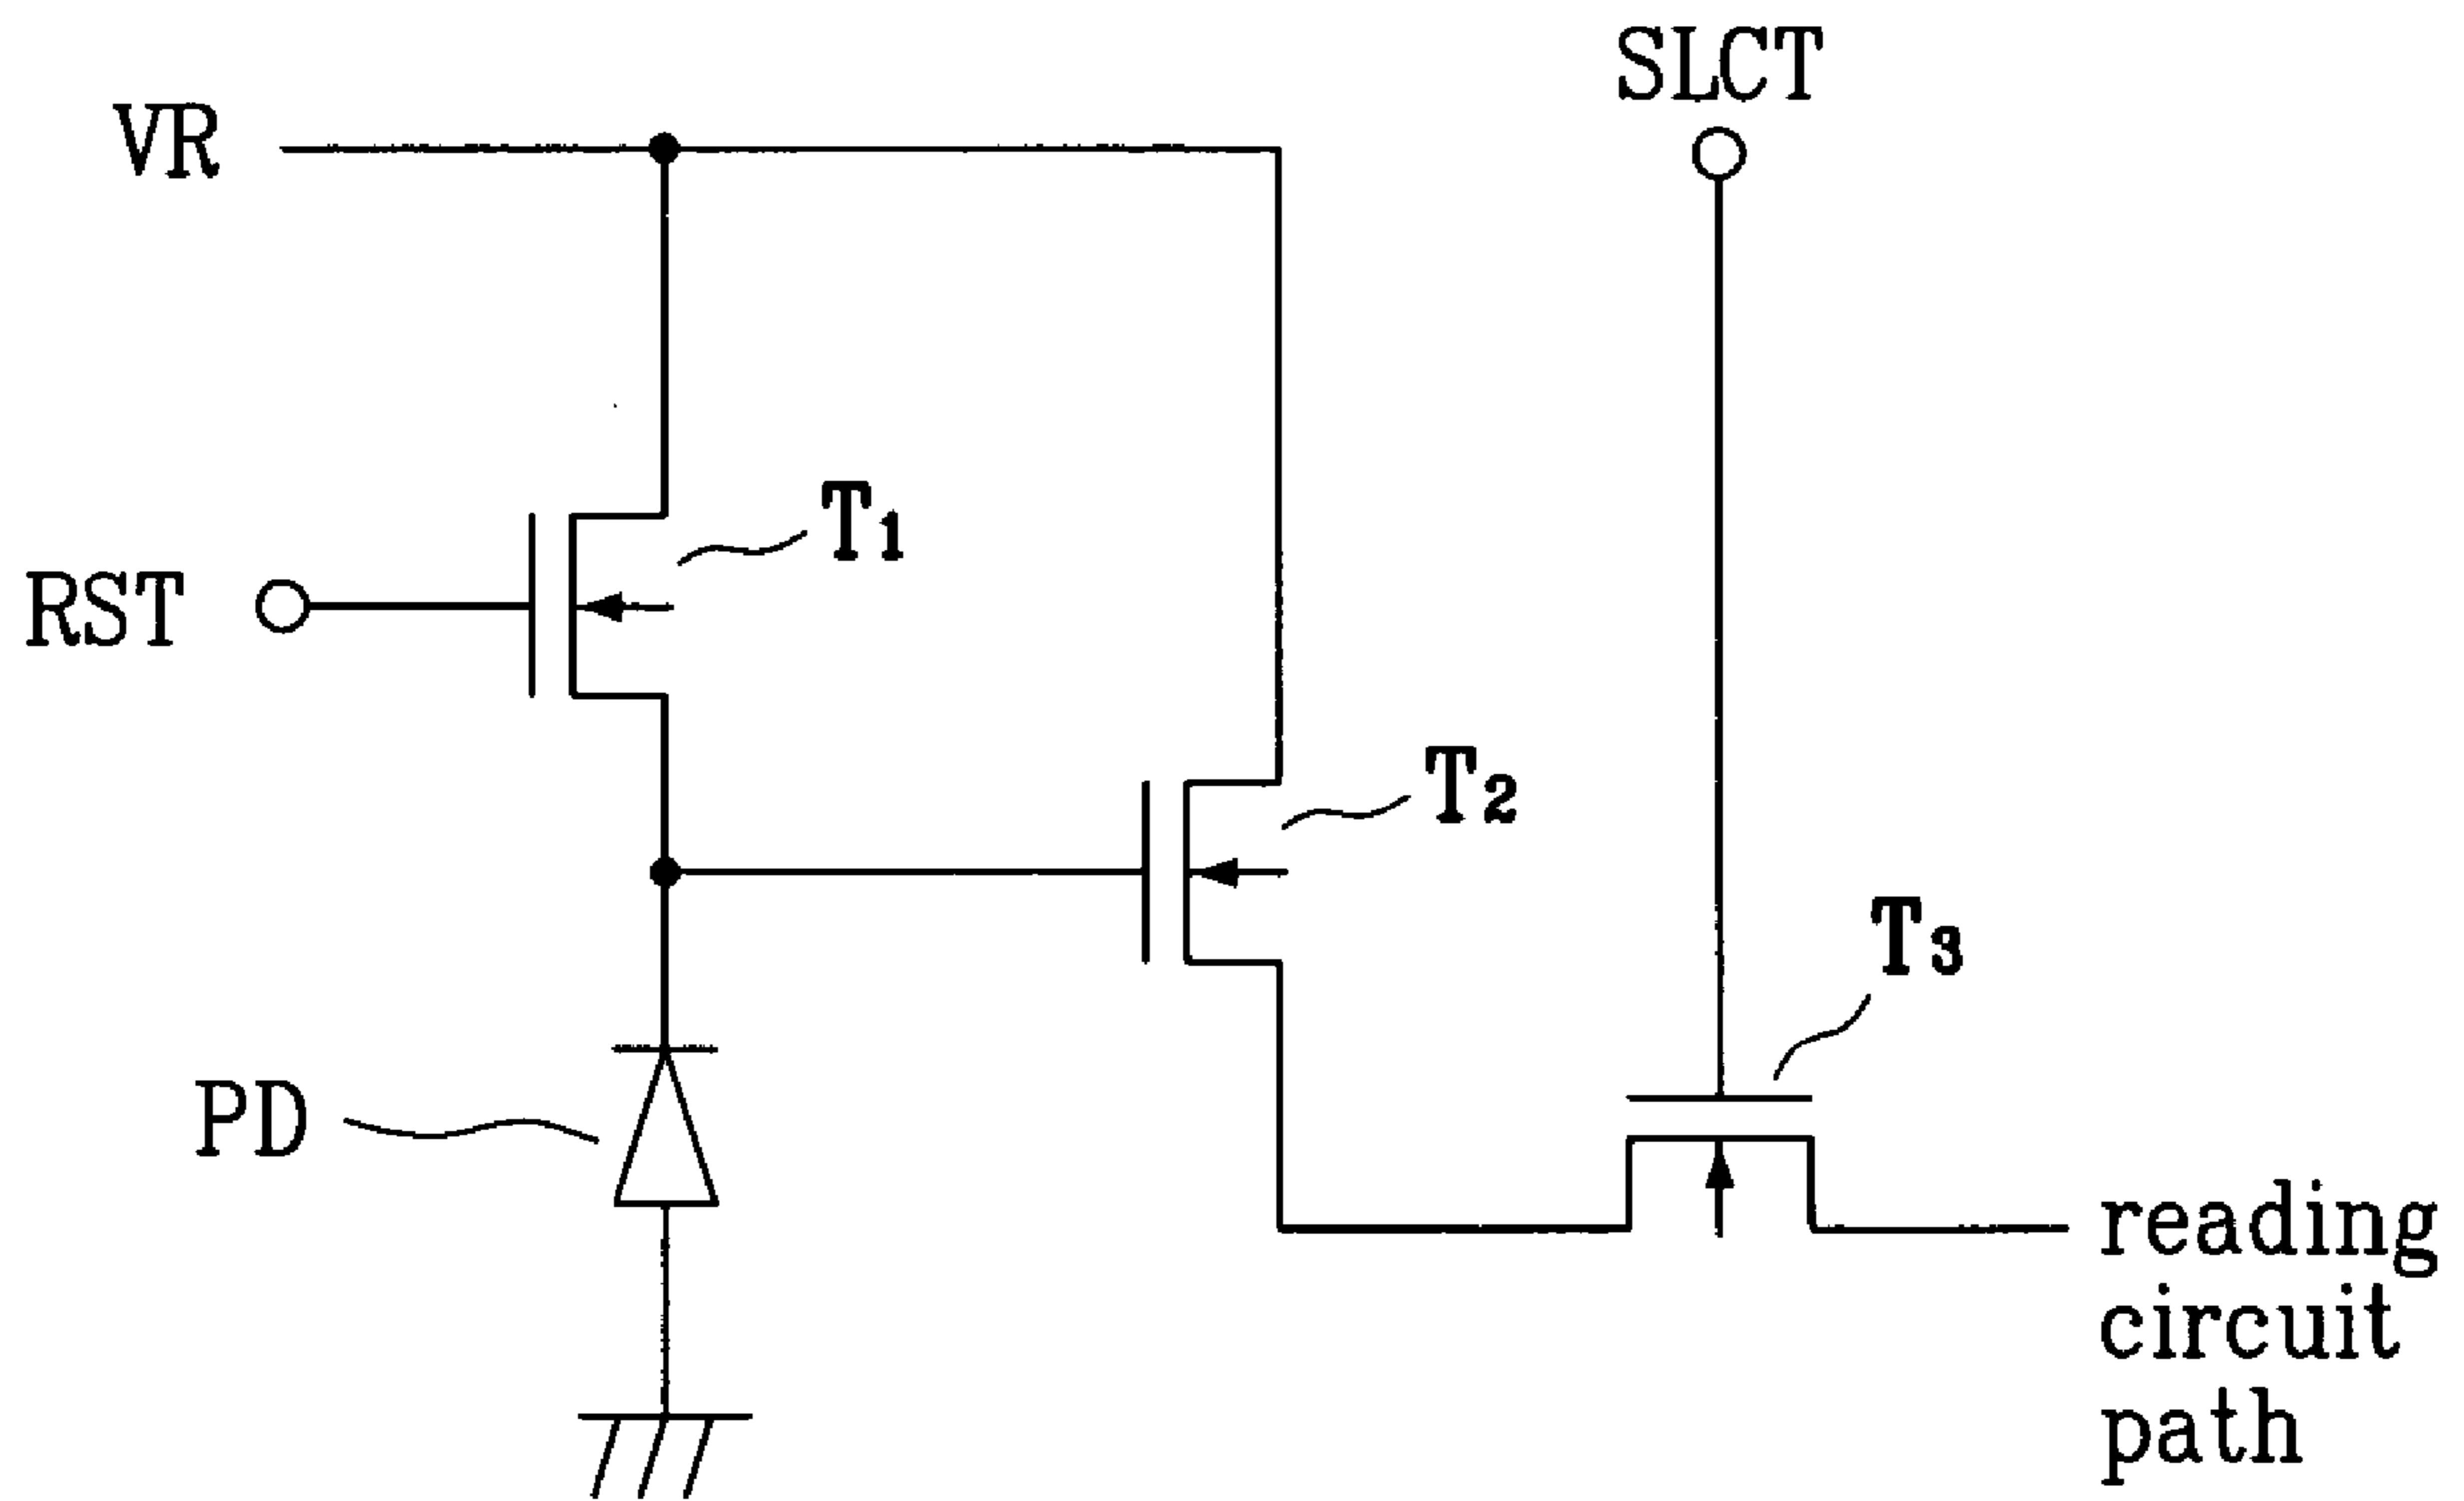 SLCT
VR
T1
RST
T2
T3
PD
reading
circuit
path